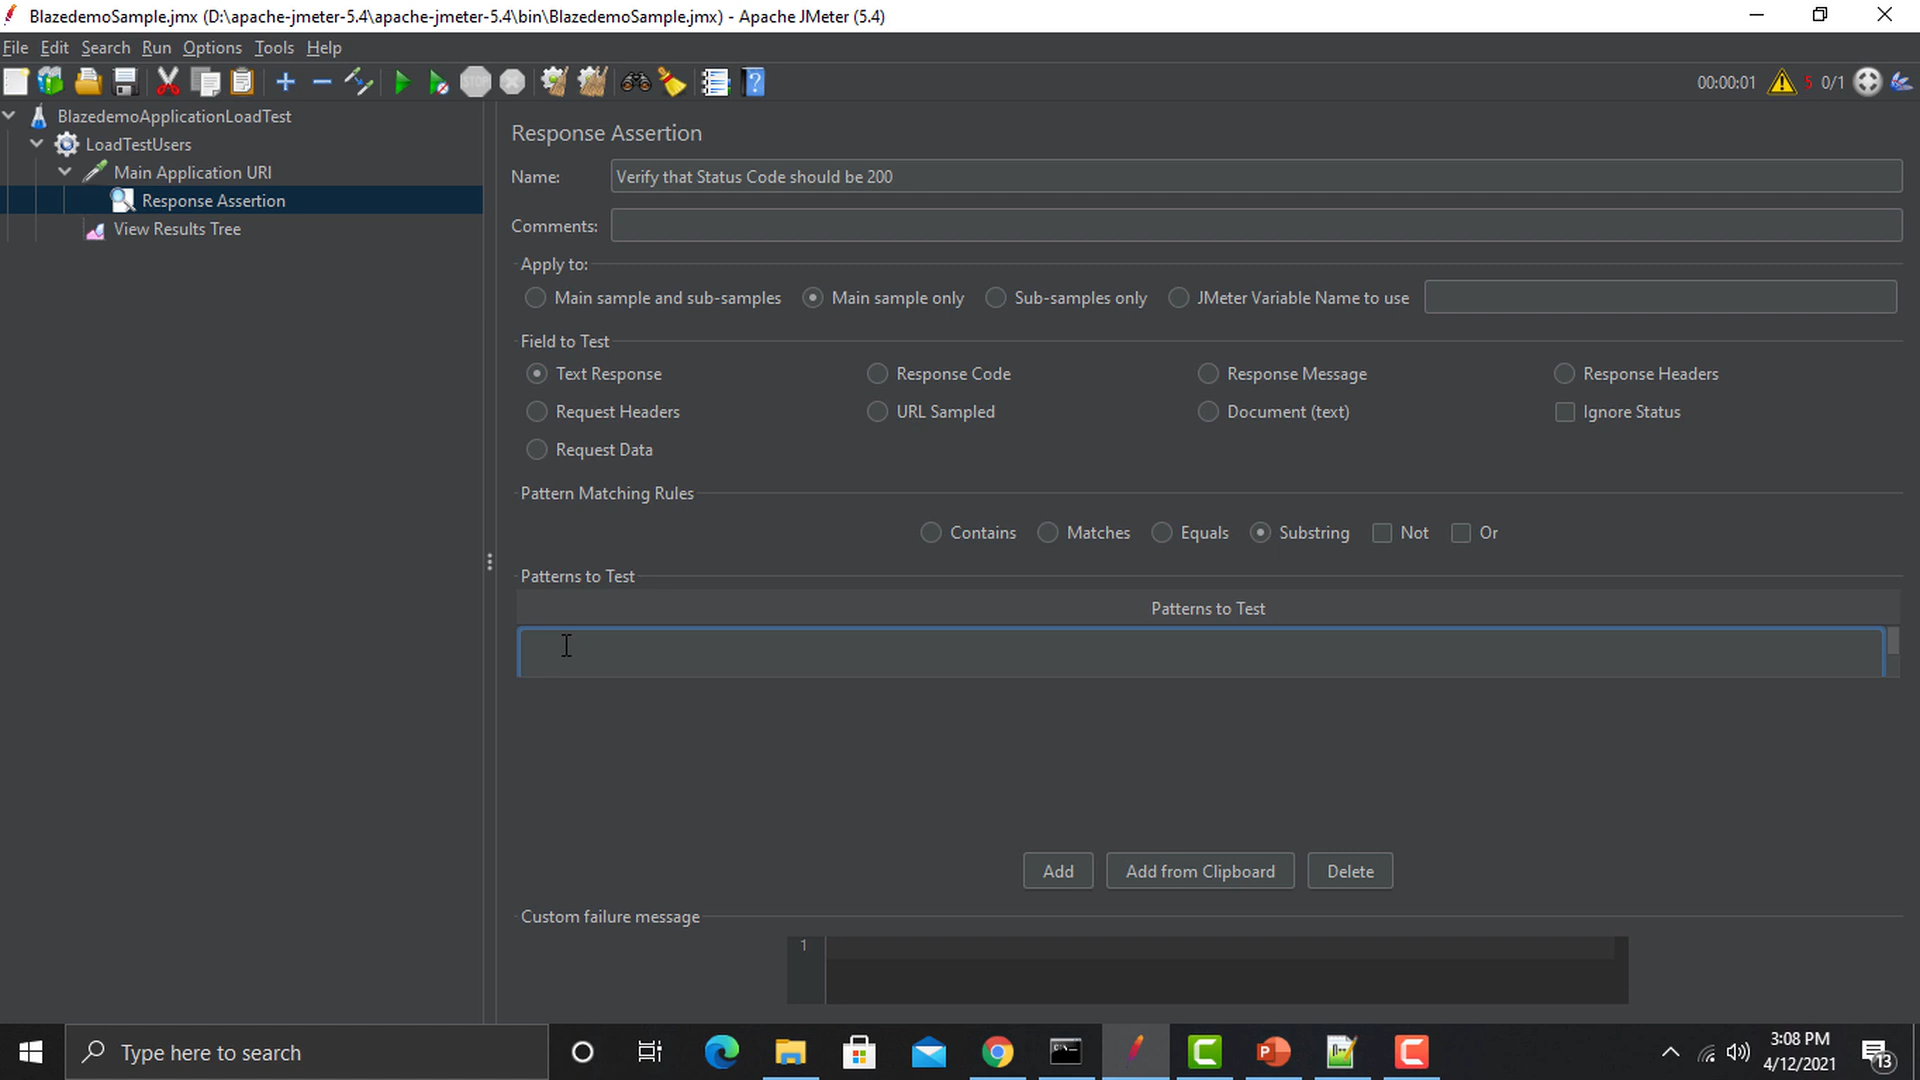 BlazedemoSample.jmx (D:\apache-jmeter-5.4\apache-jmeter-5.4\bin\BlazedemoSample.jmx) - Apache JMeter (5.4)
File Edit Search Run Options Tools Help
STOP ? 00:00:01 5 0/1
BlazedemoApplicationLoadTest
LoadTestUsers
Main Application URI
Response Assertion
View Results Tree
Response Assertion
Name: Verify that Status Code should be 200
Comments:
Apply to:
Main sample and sub-samples Main sample only Sub-samples only JMeter Variable Name to use
Field to Test
Text Response Response Code Response Message Response Headers
Request Headers URL Sampled Document (text) Ignore Status
Request Data
Pattern Matching Rules
Contains Matches Equals Substring Not Or
Patterns to Test
Patterns to Test
Add Add from Clipboard Delete
Custom failure message
1
Type here to search
3:08 PM
4/12/2021
13